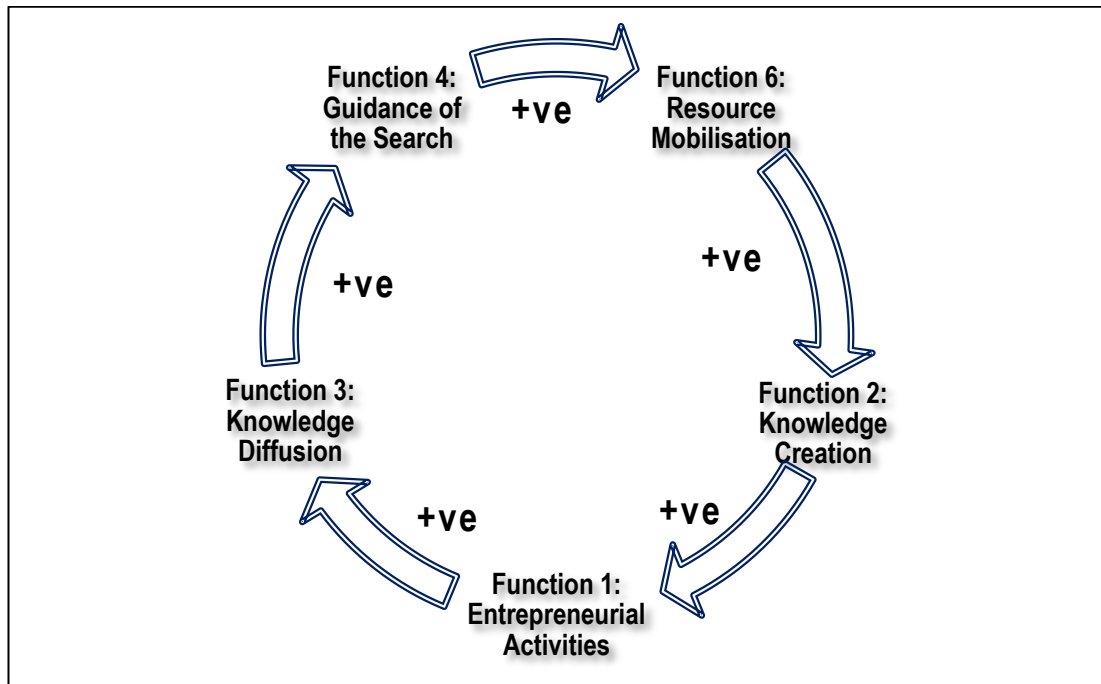 Function 4:
Guidance of
the Search
+ve
Function 6:
Resource
Mobilisation
+ve
Function 2:
Knowledge
Creation
+ve
Function 1:
Entrepreneurial
Activities
+ve
Function 3:
Knowledge
Diffusion
+ve